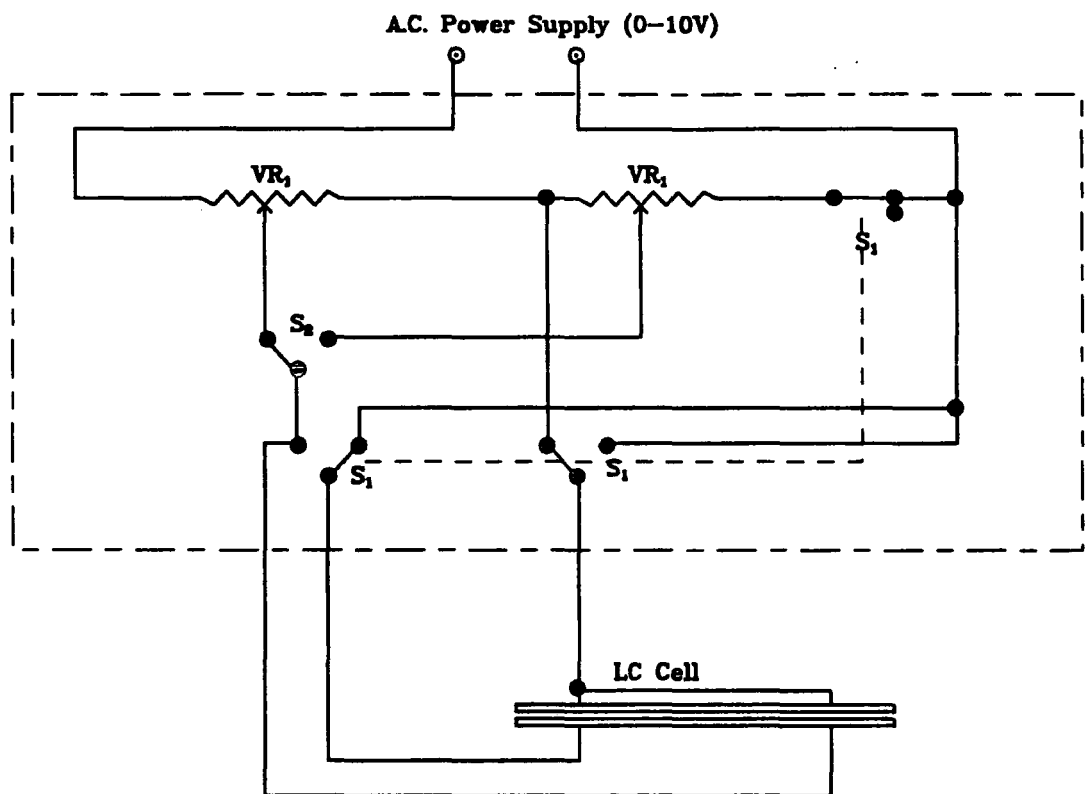 A.C. Power Supply (0–10V)
VR₁
VR₁
S₁
S₂
S₁
S₁
LC Cell